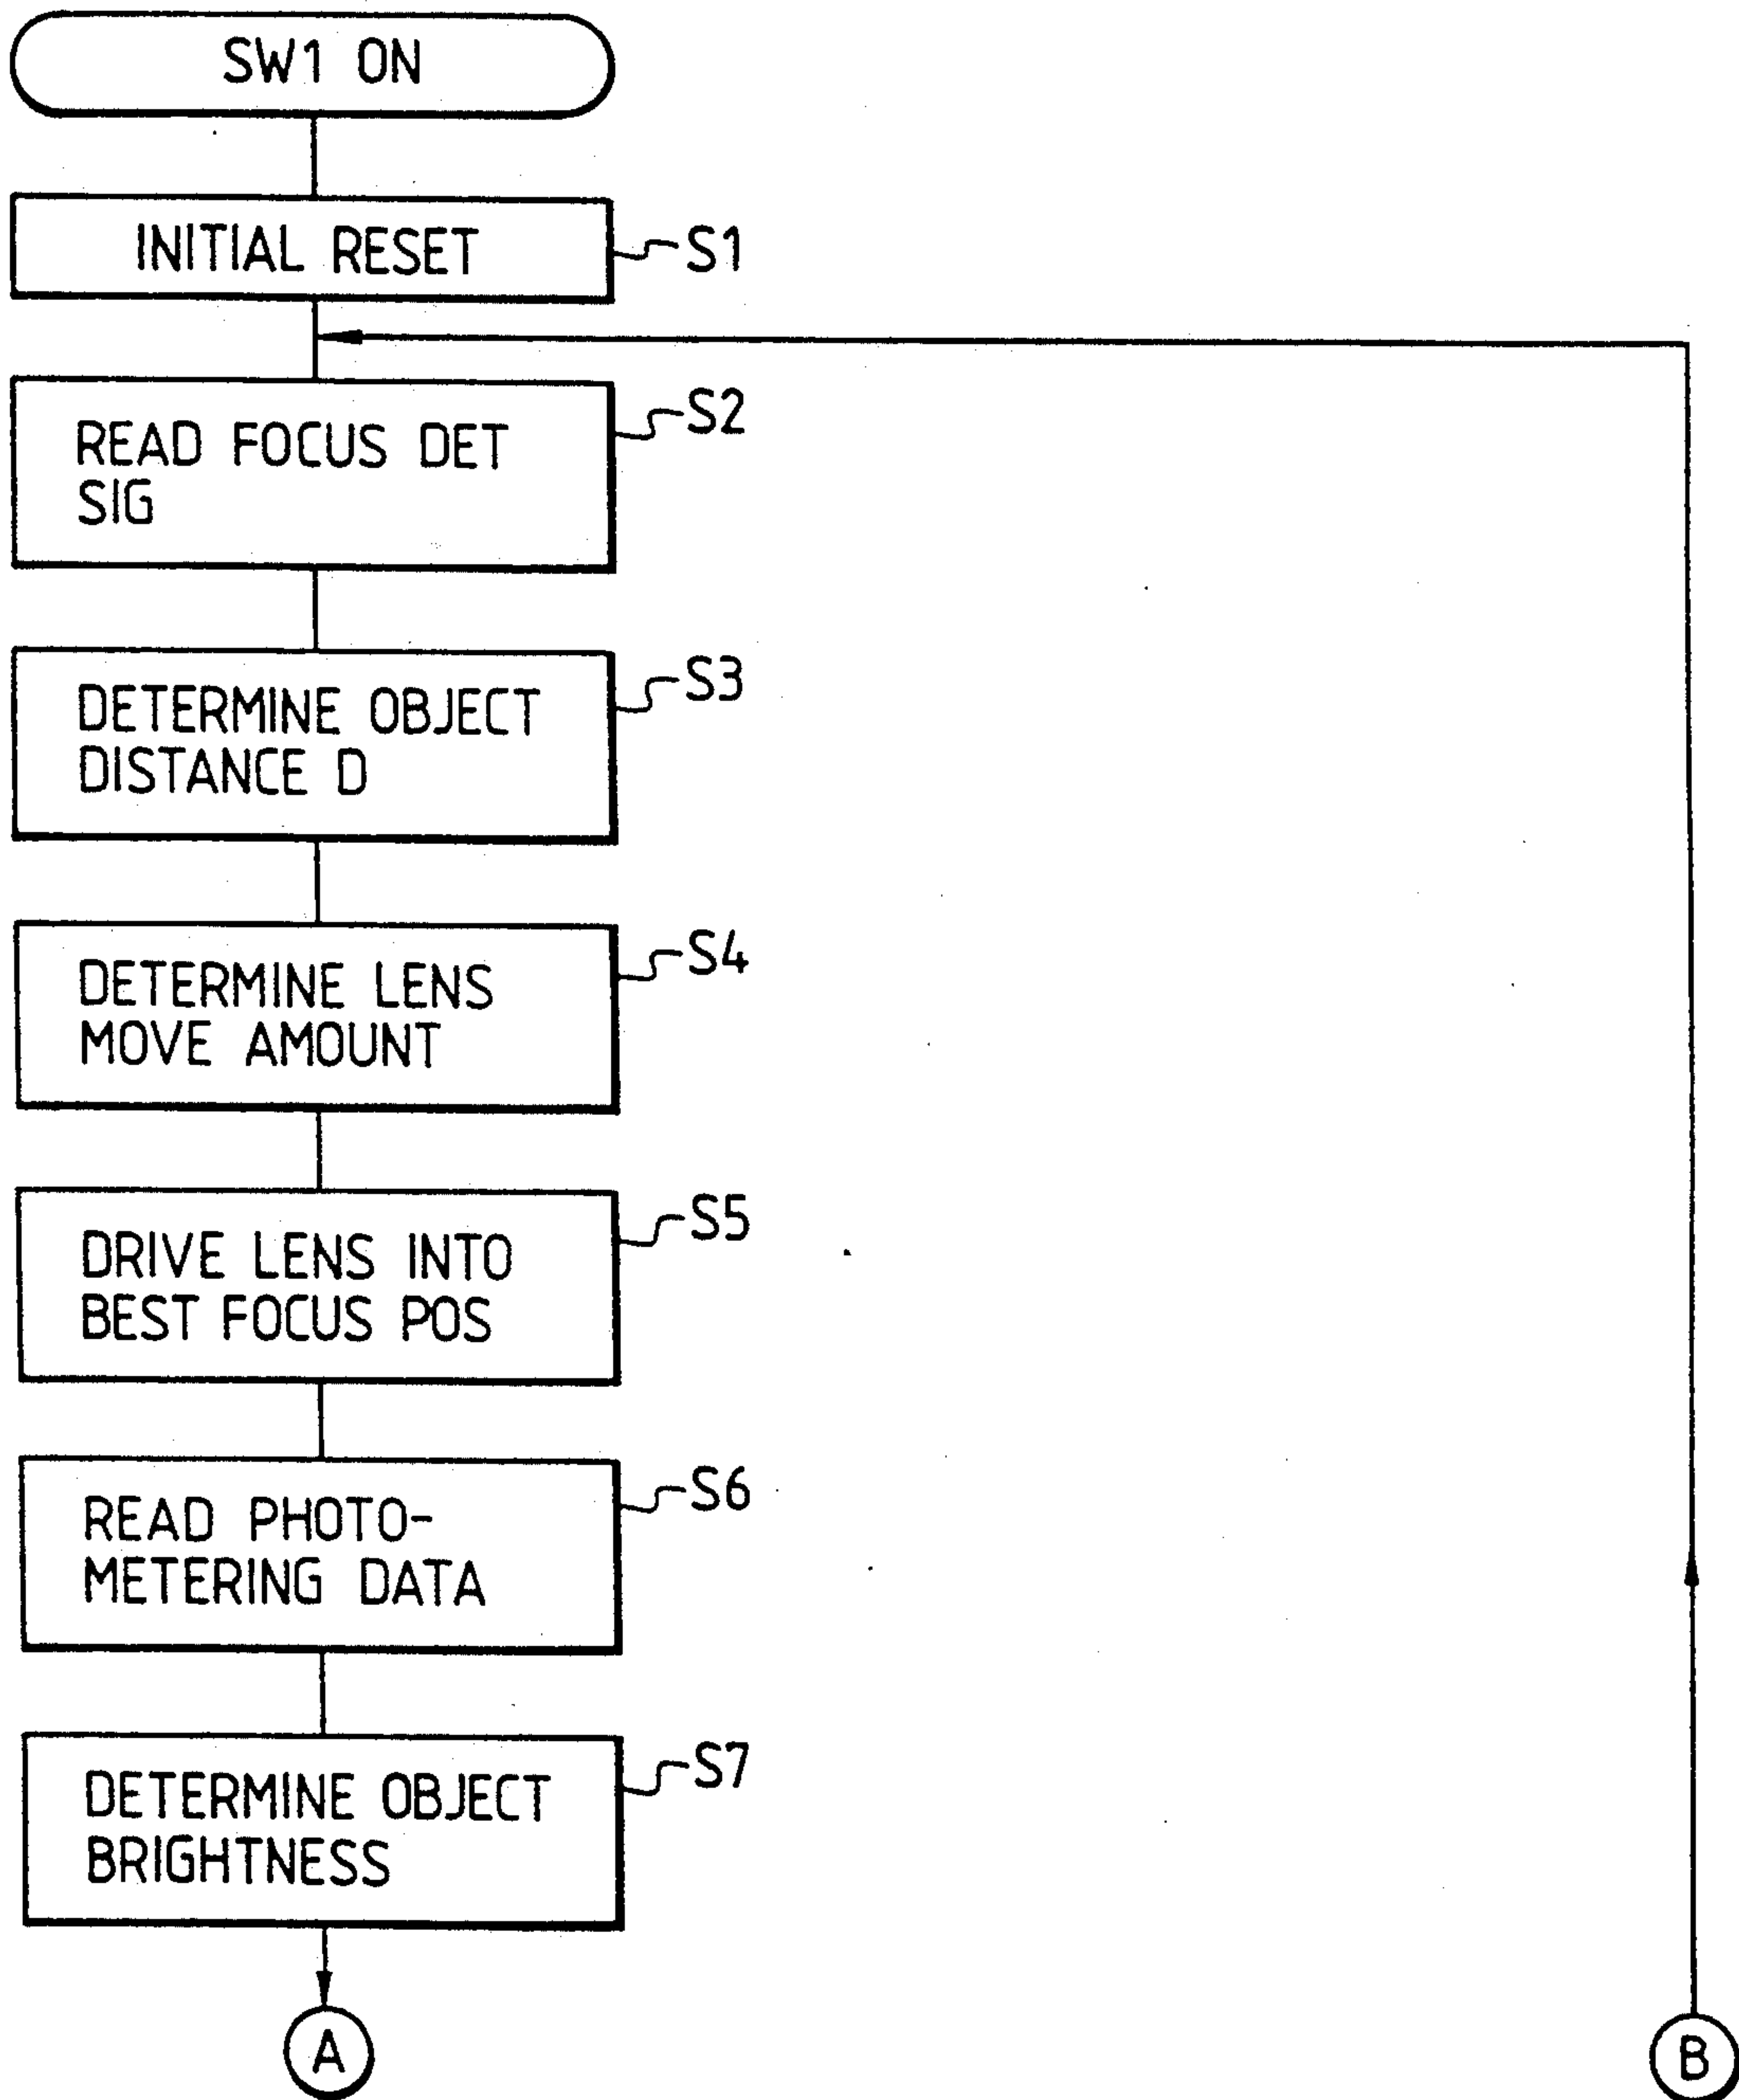 SW1 ON
INITIAL RESET
S1
READ FOCUS DET
SIG
S2
DETERMINE OBJECT
DISTANCE D
S3
DETERMINE LENS
MOVE AMOUNT
S4
DRIVE LENS INTO
BEST FOCUS POS
S5
READ PHOTO-
METERING DATA
S6
DETERMINE OBJECT
BRIGHTNESS
S7
A
B